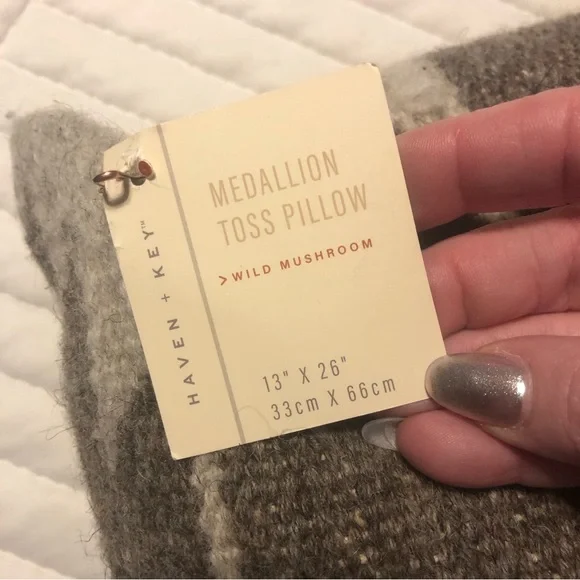 HAVEN + KEY™
MEDALLION
TOSS PILLOW
>WILD MUSHROOM
13" X 26"
33cm X 66cm